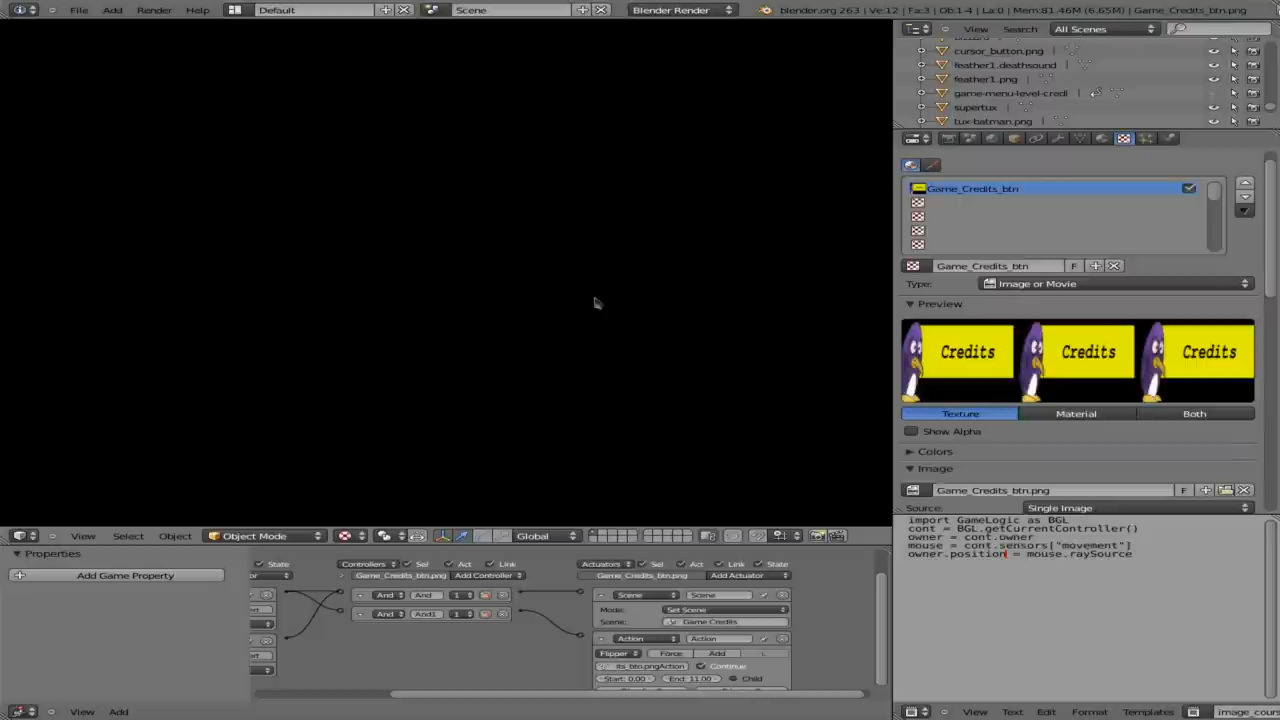 File Add Render Help Default Scene Blender Render blender.org 263 | Ve:12 | Fa:3 | Ob:1-4 | La:0 | Mem:81.46M (6.65M) | Game_Credits_btn.png
View Search All Scenes
cursor_button.png
feather1.deathsound
feather1.png
game-menu-level-credi
supertux
tux-batman.png
Game_Credits_btn
Game_Credits_btn F
Type: Image or Movie
Preview
Credits Credits Credits
Texture Material Both
Show Alpha
Colors
Image
Game_Credits_btn.png F
Source: Single Image
import GameLogic as BGL
cont = BGL.getCurrentController()
owner = cont.owner
mouse = cont.sensors["movement"]
owner.position = mouse.raySource
View Select Object Object Mode Global
Properties
Add Game Property
State Controllers Sel Act Link Actuators Sel Act Link State
Game_Credits_btn.png Add Controller Game_Credits_btn.png Add Actuator
And And 1 Scene Scene
Mode: Set Scene
And And1 1 Scene: Game Credits
Action Action
Flipper Force Add L
its_btn.pngAction Continue
Start: 0.00 End: 11.00 Child
View Add
View Text Edit Format Templates image_cours